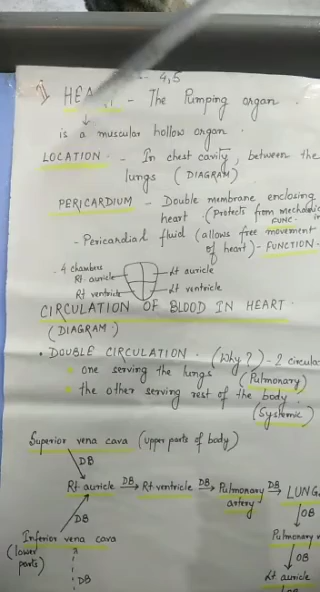 4,5
HEA - The Pumping organ.
is a muscular hollow organ.
LOCATION - In chest cavity, between the
lungs (DIAGRAM)
PERICARDIUM - Double membrane enclosing
heart. (Protects from mechanic
FUNC - in
- Pericardial fluid (allows free movement
of heart) - FUNCTION.
- 4 chambers
Rt. auricle
Lt auricle
Rt ventricle
Lt ventricle
CIRCULATION OF BLOOD IN HEART.
(DIAGRAM:)
• DOUBLE CIRCULATION. (Why?) - 2 circula
one serving the lungs (Pulmonary)
the other serving rest of the body.
(Systemic)
Superior vena cava (upper parts of body)
DB
Rt auricle DB Rt ventricle DB Pulmonary artery DB LUNG
DB
OB
Inferior vena cava
(lower parts)
Pulmonary
OB
DB
Lt auricle